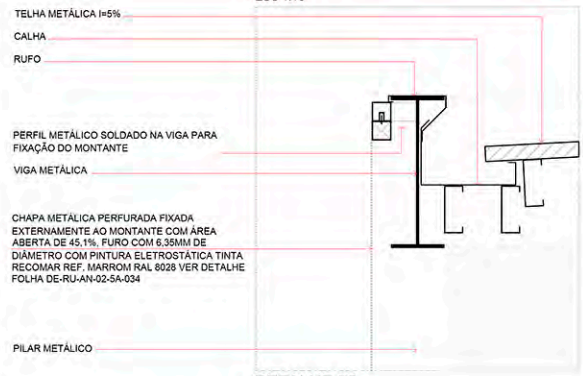 TELHA METÁLICA I=5%
CALHA
RUFO
PERFIL METÁLICO SOLDADO NA VIGA PARA
FIXAÇÃO DO MONTANTE
VIGA METÁLICA
CHAPA METÁLICA PERFURADA FIXADA
EXTERNAMENTE AO MONTANTE COM ÁREA
ABERTA DE 45,1%, FURO COM 6,35MM DE
DIÂMETRO COM PINTURA ELETROSTÁTICA TINTA
RECOMAR REF. MARROM RAL 8028 VER DETALHE
FOLHA DE-RU-AN-02-5A-034
PILAR METÁLICO